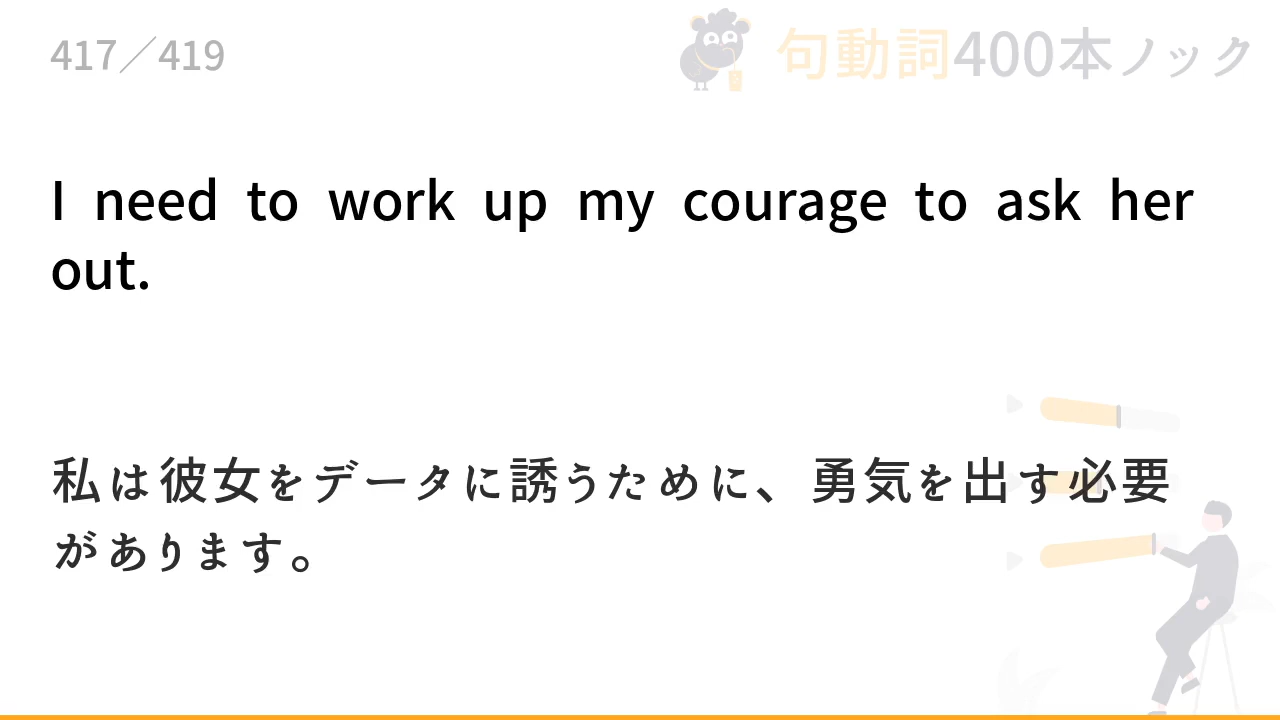 417／419
句動詞400本ノック
I need to work up my courage to ask her
out.
私は彼女をデータに誘うために、勇気を出す必要
があります。